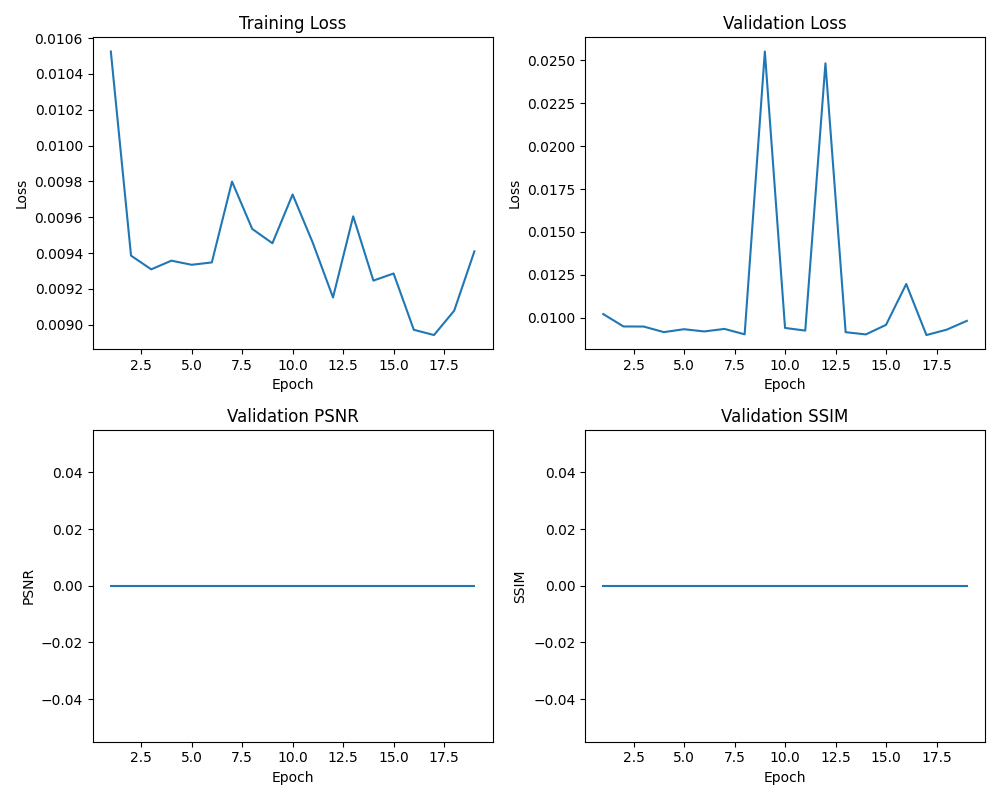 Training Loss
0.0106
0.0104
0.0102
0.0100
0.0098
0.0096
0.0094
0.0092
0.0090
Loss
2.5 5.0 7.5 10.0 12.5 15.0 17.5
Epoch
Validation Loss
0.0250
0.0225
0.0200
0.0175
0.0150
0.0125
0.0100
Loss
2.5 5.0 7.5 10.0 12.5 15.0 17.5
Epoch
Validation PSNR
0.04
0.02
0.00
−0.02
−0.04
PSNR
2.5 5.0 7.5 10.0 12.5 15.0 17.5
Epoch
Validation SSIM
0.04
0.02
0.00
−0.02
−0.04
SSIM
2.5 5.0 7.5 10.0 12.5 15.0 17.5
Epoch